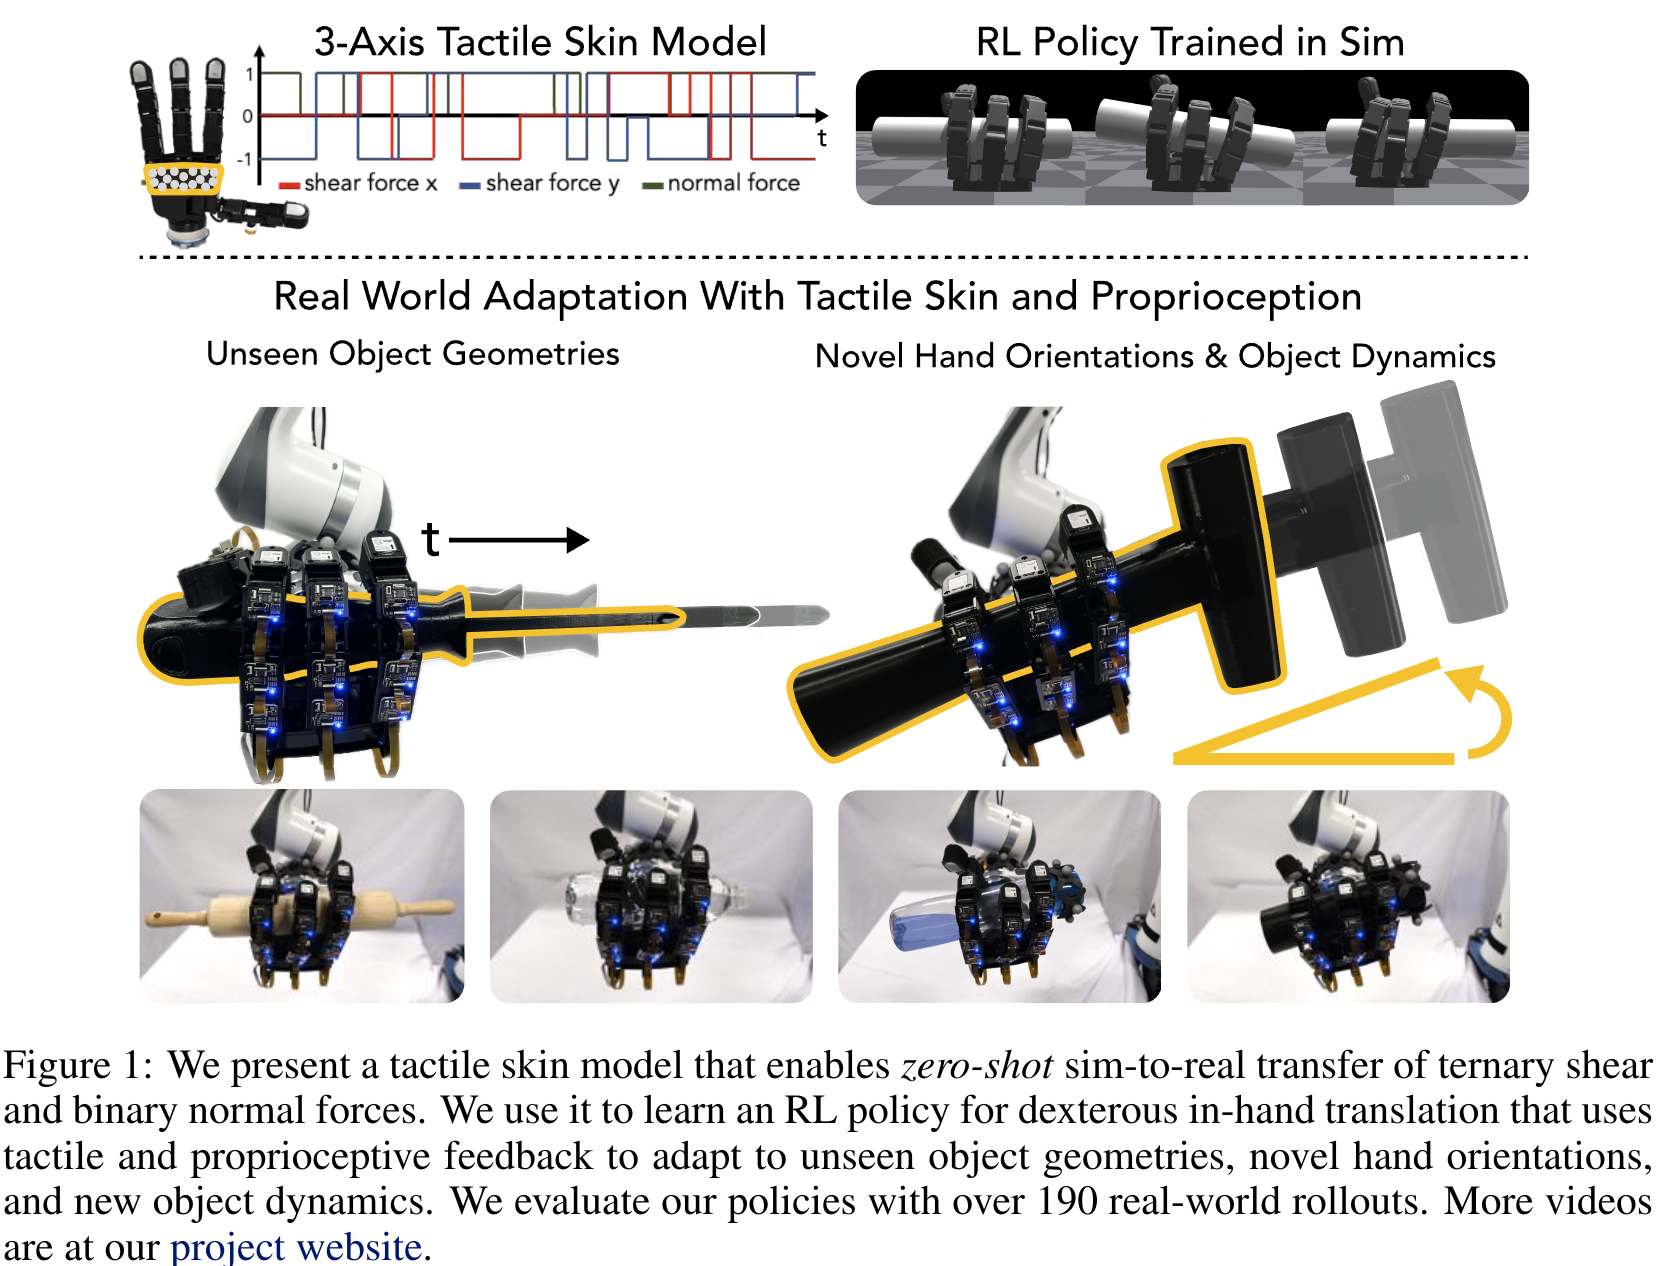 3-Axis Tactile Skin Model
RL Policy Trained in Sim
1
0
-1
t
shear force x
shear force y
normal force
Real World Adaptation With Tactile Skin and Proprioception
Unseen Object Geometries
Novel Hand Orientations & Object Dynamics
t
Figure 1: We present a tactile skin model that enables zero-shot sim-to-real transfer of ternary shear
and binary normal forces. We use it to learn an RL policy for dexterous in-hand translation that uses
tactile and proprioceptive feedback to adapt to unseen object geometries, novel hand orientations,
and new object dynamics. We evaluate our policies with over 190 real-world rollouts. More videos
are at our project website.